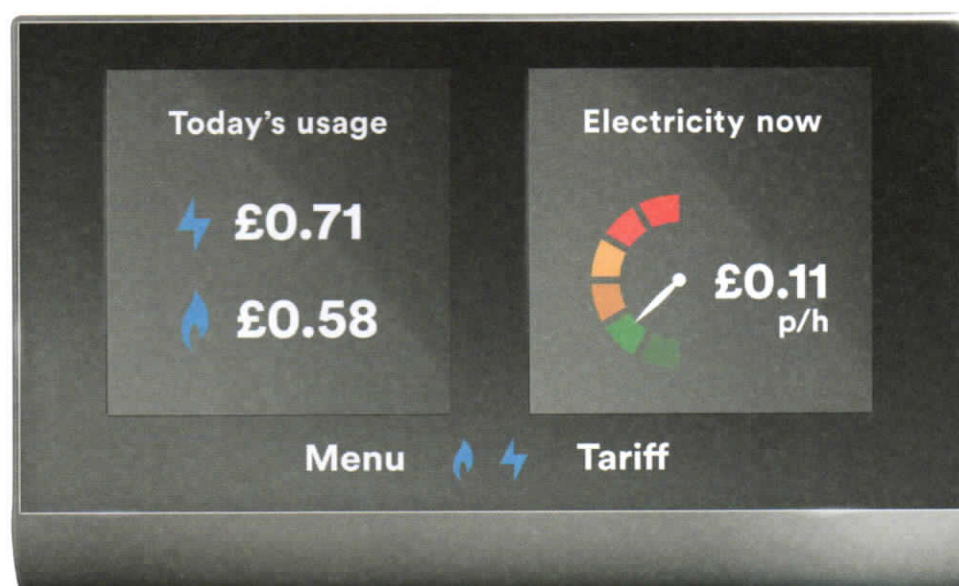 Today's usage
£0.71
£0.58
Electricity now
£0.11
p/h
Menu Tariff